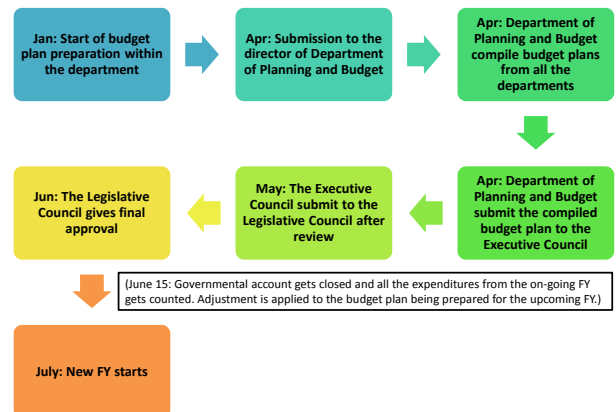 Jan: Start of budget
plan preparation within
the department
Apr: Submission to the
director of Department
of Planning and Budget
Apr: Department of
Planning and Budget
compile budget plans
from all the
departments
Jun: The Legislative
Council gives final
approval
May: The Executive
Council submit to the
Legislative Council after
review
Apr: Department of
Planning and Budget
submit the compiled
budget plan to the
Executive Council
(June 15: Governmental account gets closed and all the expenditures from the on-going FY
gets counted. Adjustment is applied to the budget plan being prepared for the upcoming FY.)
July: New FY starts